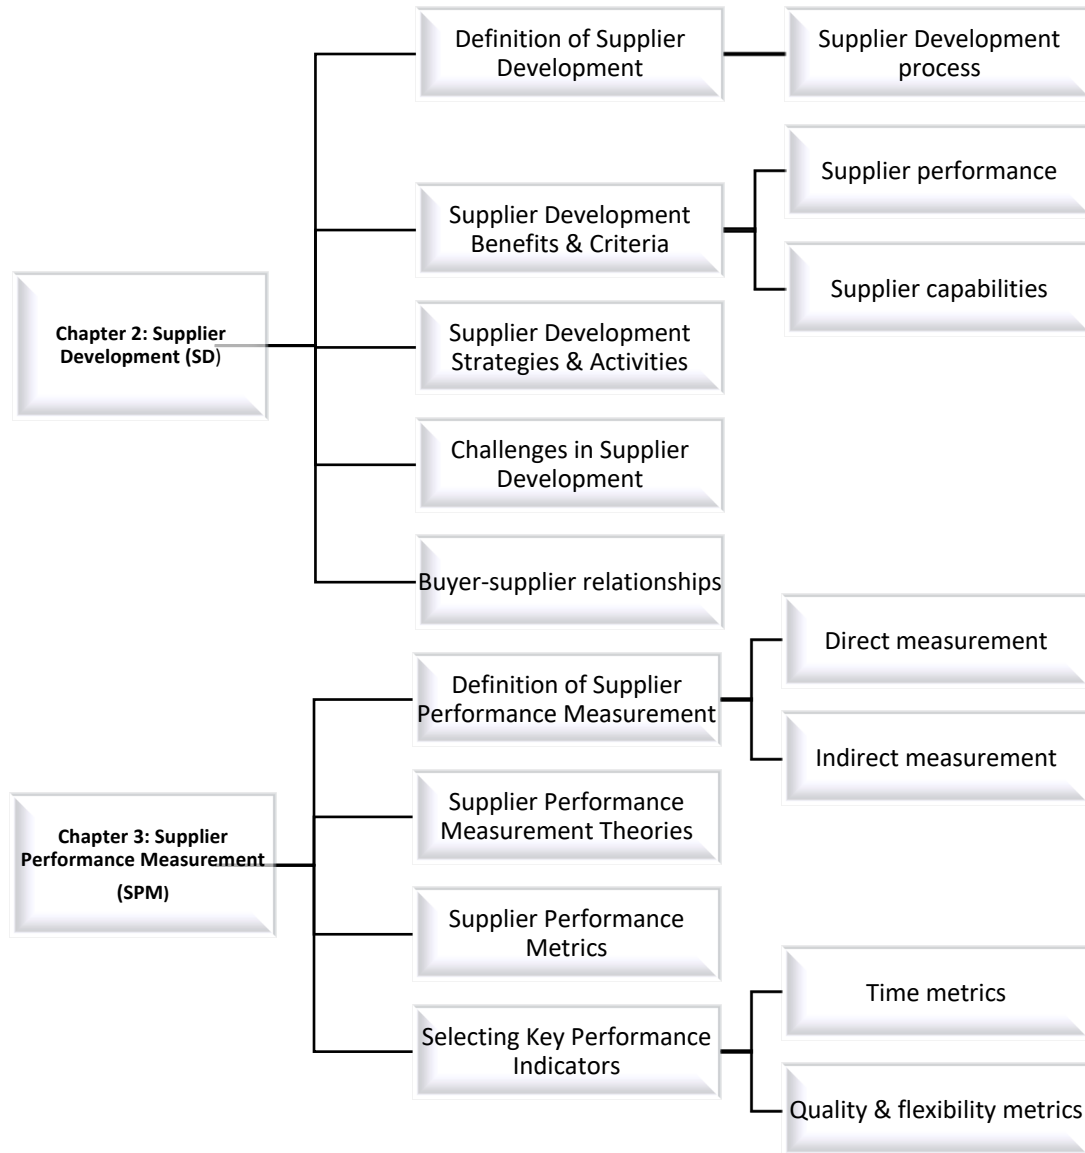 Chapter 2: Supplier
Development (SD)
Definition of Supplier
Development
Supplier Development
process
Supplier Development
Benefits & Criteria
Supplier performance
Supplier capabilities
Supplier Development
Strategies & Activities
Challenges in Supplier
Development
Buyer-supplier relationships
Chapter 3: Supplier
Performance Measurement
(SPM)
Definition of Supplier
Performance Measurement
Direct measurement
Indirect measurement
Supplier Performance
Measurement Theories
Supplier Performance
Metrics
Selecting Key Performance
Indicators
Time metrics
Quality & flexibility metrics